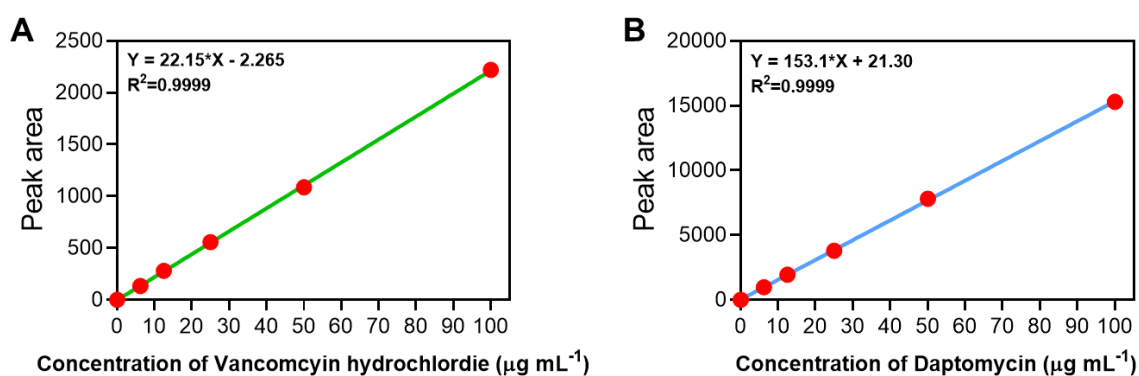 A
Y = 22.15*X - 2.265
R²=0.9999
Peak area
2500
2000
1500
1000
500
0
0 10 20 30 40 50 60 70 80 90 100
Concentration of Vancomcyin hydrochlordie (μg mL⁻¹)
B
Y = 153.1*X + 21.30
R²=0.9999
Peak area
20000
15000
10000
5000
0
0 10 20 30 40 50 60 70 80 90 100
Concentration of Daptomycin (μg mL⁻¹)